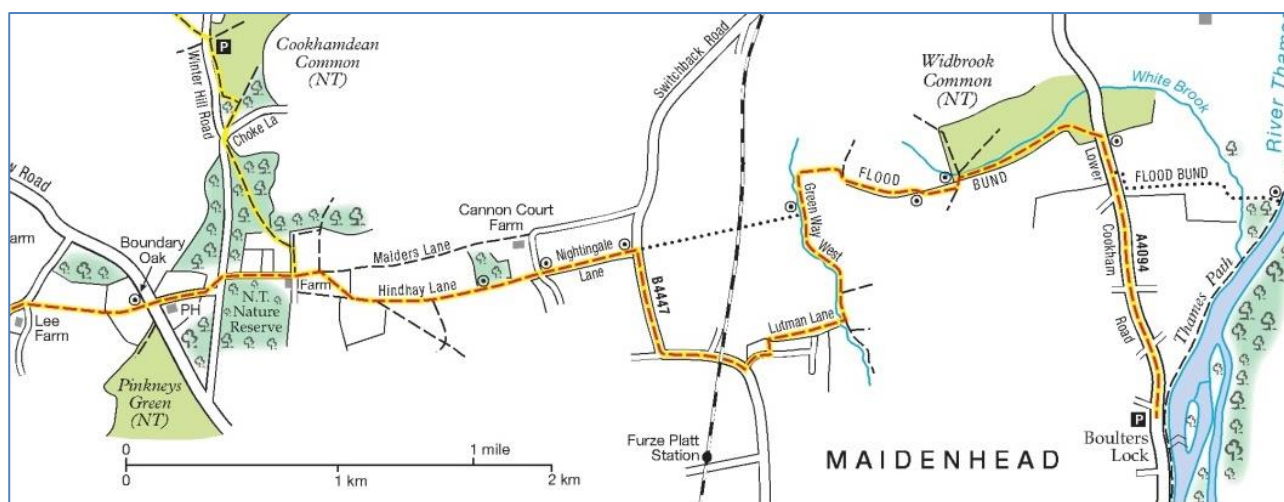 Cookhamdean
Common
(NT)
P
Winter Hill Road
Choke La
w Road
arm
Boundary
Oak
PH
Lee
Farm
N.T.
Nature
Reserve
Farm
Pinkneys
Green
(NT)
Malders Lane
Hindhay Lane
Cannon Court
Farm
Nightingale
Lane
Switchback Road
B4447
Furze Platt
Station
Lutman Lane
Green Way
West
FLOOD
BUND
Widbrook
Common
(NT)
White Brook
River Thame
FLOOD BUND
Lower
Cookham
Road
A4094
Thames Path
P
Boulters
Lock
MAIDENHEAD
0
1 mile
0
1 km
2 km